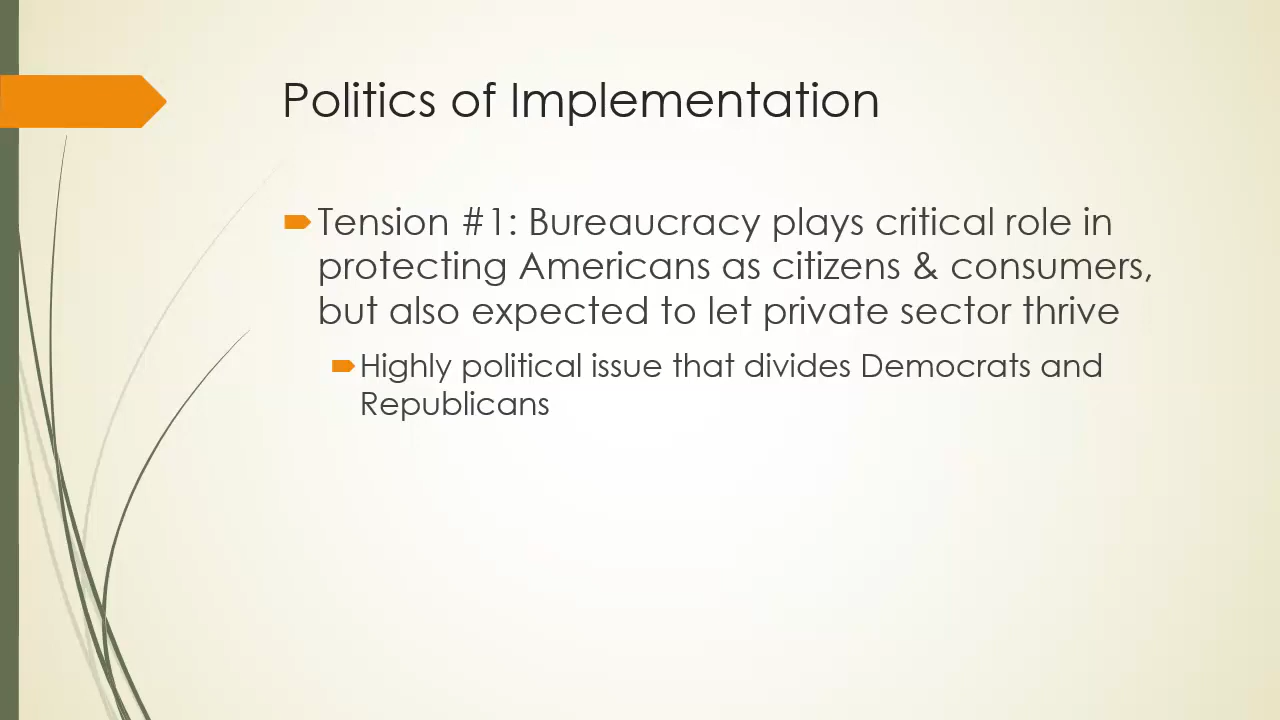 Politics of Implementation
Tension #1: Bureaucracy plays critical role in
protecting Americans as citizens & consumers,
but also expected to let private sector thrive
Highly political issue that divides Democrats and
Republicans